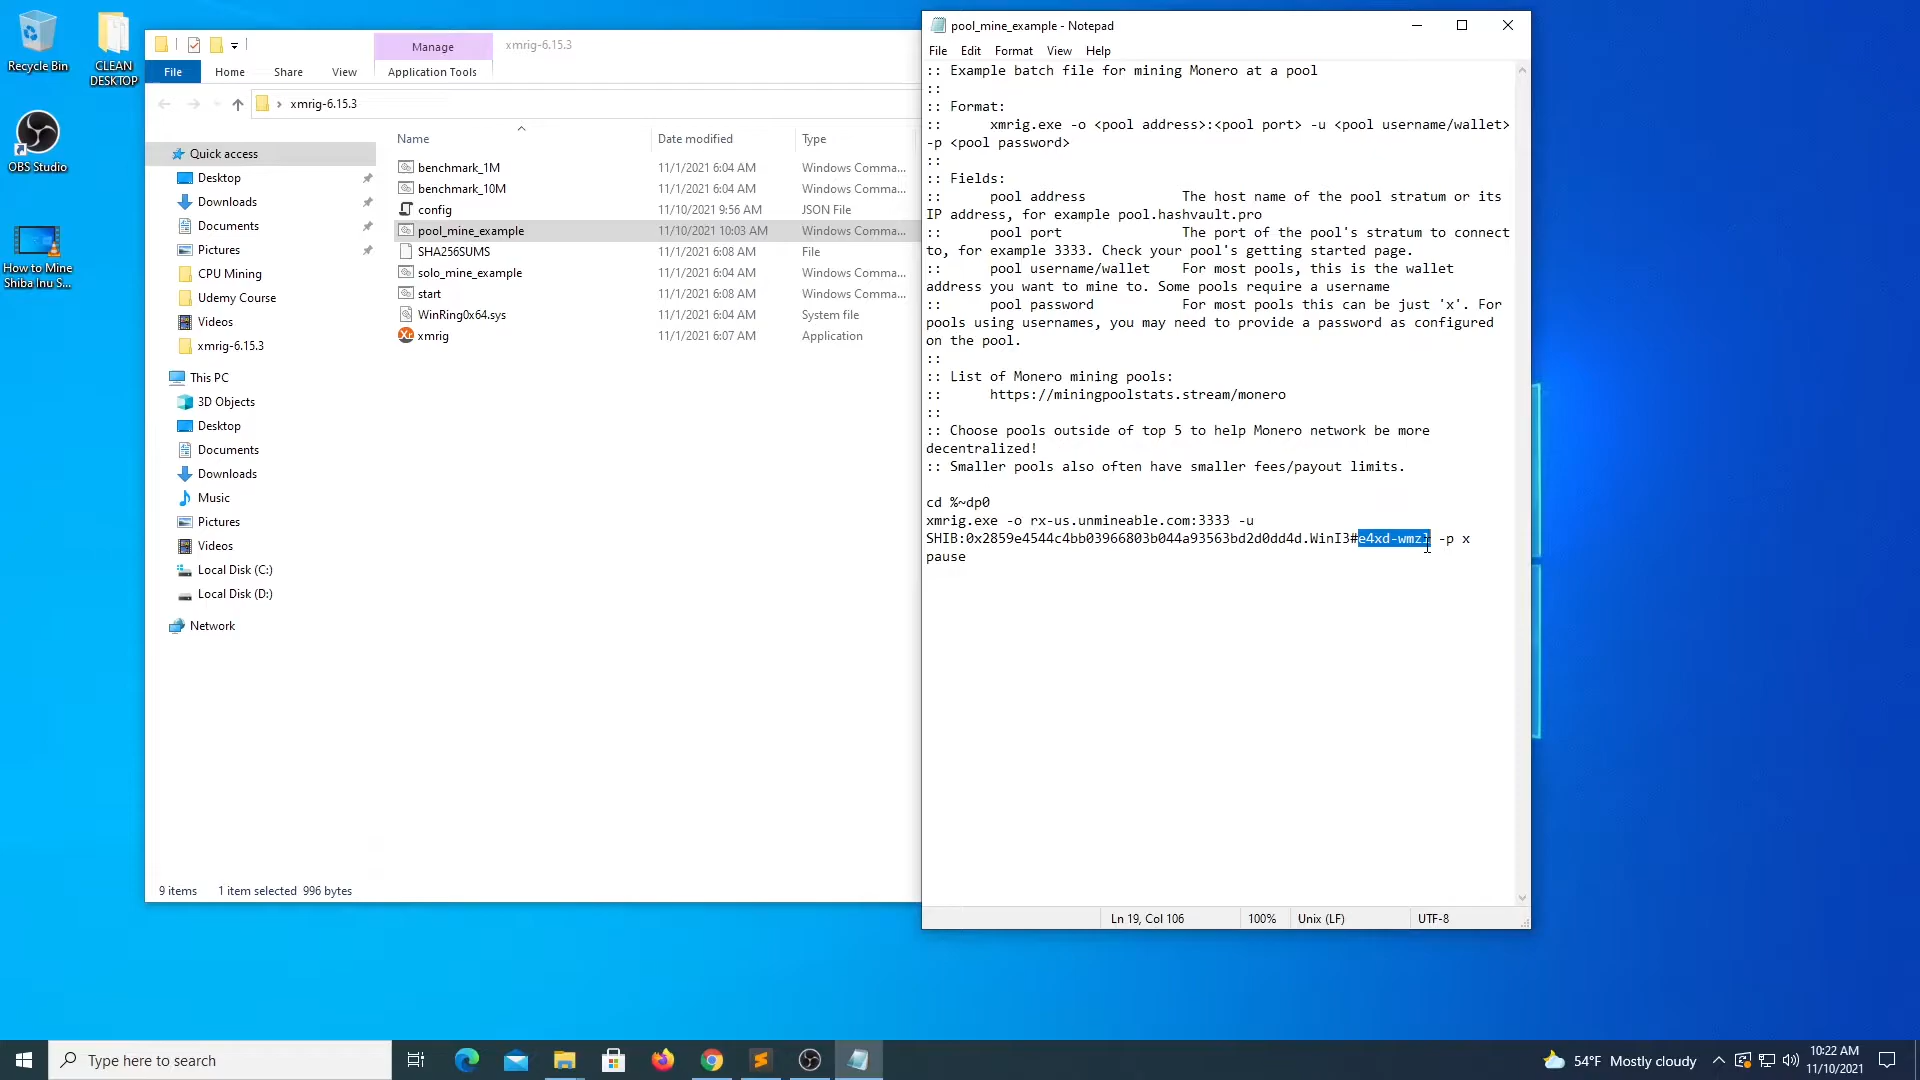 Recycle Bin
CLEAN
DESKTOP
OBS Studio
How to Mine
Shiba Inu S...
Manage
xmrig-6.15.3
File
Home
Share
View
Application Tools
xmrig-6.15.3
Name
Date modified
Type
Quick access
Desktop
Downloads
Documents
Pictures
CPU Mining
Udemy Course
Videos
xmrig-6.15.3
This PC
3D Objects
Desktop
Documents
Downloads
Music
Pictures
Videos
Local Disk (C:)
Local Disk (D:)
Network
benchmark_1M 11/1/2021 6:04 AM Windows Comma...
benchmark_10M 11/1/2021 6:04 AM Windows Comma...
config 11/10/2021 9:56 AM JSON File
pool_mine_example 11/10/2021 10:03 AM Windows Comma...
SHA256SUMS 11/1/2021 6:08 AM File
solo_mine_example 11/1/2021 6:04 AM Windows Comma...
start 11/1/2021 6:08 AM Windows Comma...
WinRing0x64.sys 11/1/2021 6:04 AM System file
xmrig 11/1/2021 6:07 AM Application
9 items 1 item selected 996 bytes
pool_mine_example - Notepad
File Edit Format View Help
:: Example batch file for mining Monero at a pool
::
:: Format:
:: xmrig.exe -o <pool address>:<pool port> -u <pool username/wallet>
-p <pool password>
::
:: Fields:
:: pool address The host name of the pool stratum or its
IP address, for example pool.hashvault.pro
:: pool port The port of the pool's stratum to connect
to, for example 3333. Check your pool's getting started page.
:: pool username/wallet For most pools, this is the wallet
address you want to mine to. Some pools require a username
:: pool password For most pools this can be just 'x'. For
pools using usernames, you may need to provide a password as configured
on the pool.
::
:: List of Monero mining pools:
:: https://miningpoolstats.stream/monero
::
:: Choose pools outside of top 5 to help Monero network be more
decentralized!
:: Smaller pools also often have smaller fees/payout limits.
cd %~dp0
xmrig.exe -o rx-us.unmineable.com:3333 -u
SHIB:0x2859e4544c4bb03966803b044a93563bd2d0dd4d.WinI3# -p x
pause
Ln 19, Col 106
100%
Unix (LF)
UTF-8
Type here to search
54°F Mostly cloudy
10:22 AM
11/10/2021